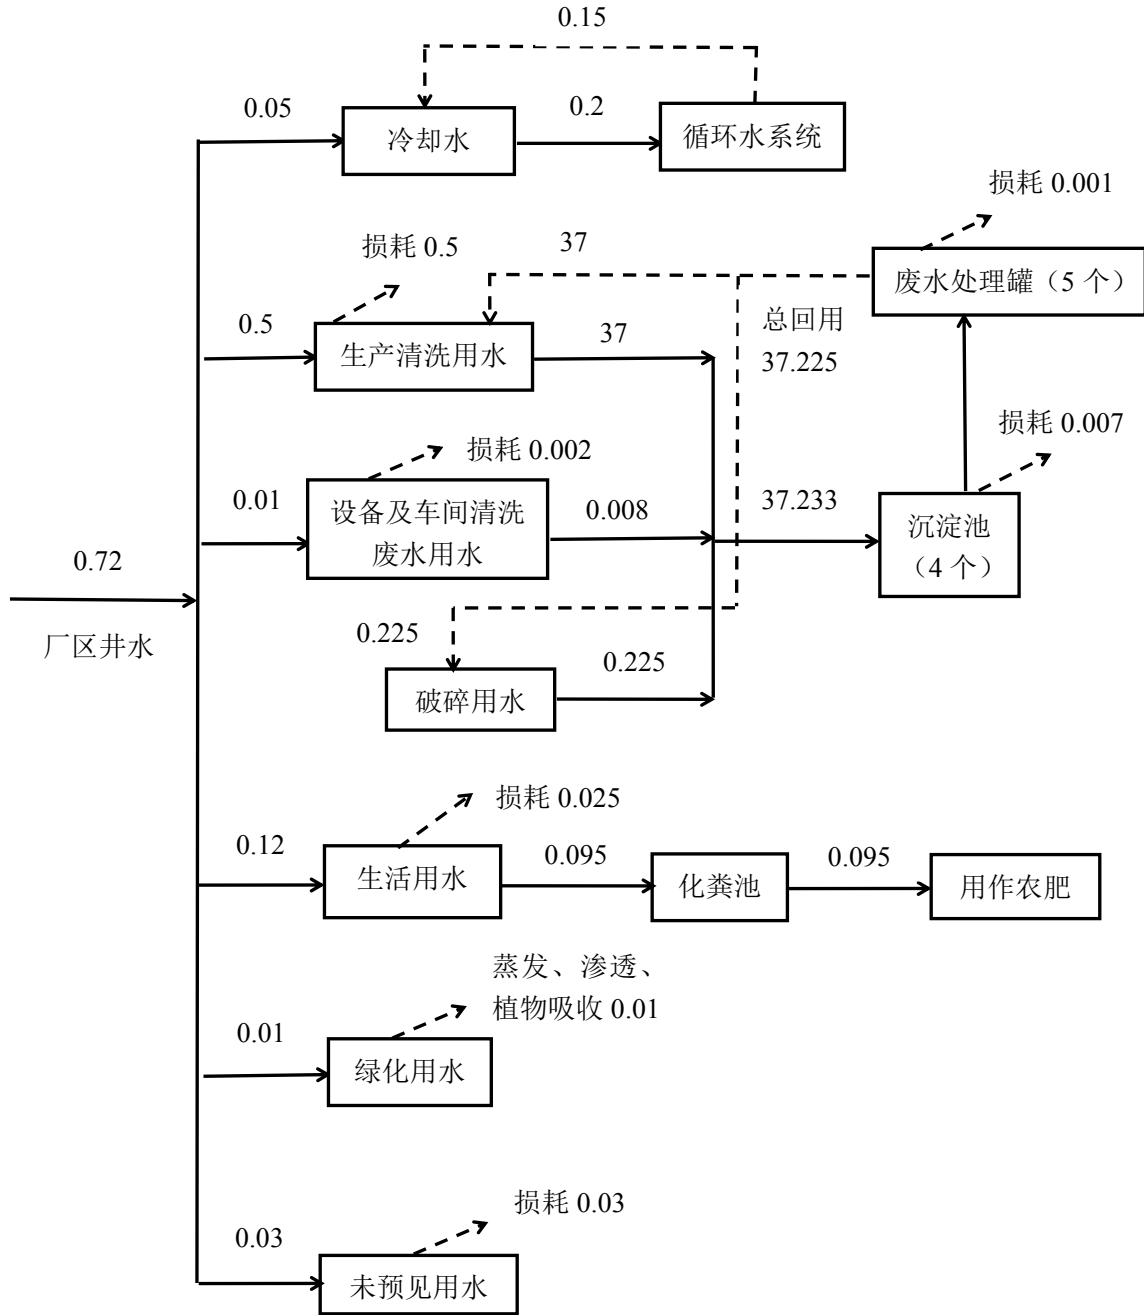 0.15
0.05
冷却水
0.2
循环水系统
损耗 0.001
损耗 0.5
37
废水处理罐（5 个）
0.5
生产清洗用水
37
总回用
37.225
损耗 0.002
损耗 0.007
0.01
设备及车间清洗
废水用水
0.008
37.233
沉淀池
（4 个）
0.72
厂区井水
0.225
0.225
破碎用水
损耗 0.025
0.12
生活用水
0.095
化粪池
0.095
用作农肥
蒸发、渗透、
植物吸收 0.01
0.01
绿化用水
损耗 0.03
0.03
未预见用水